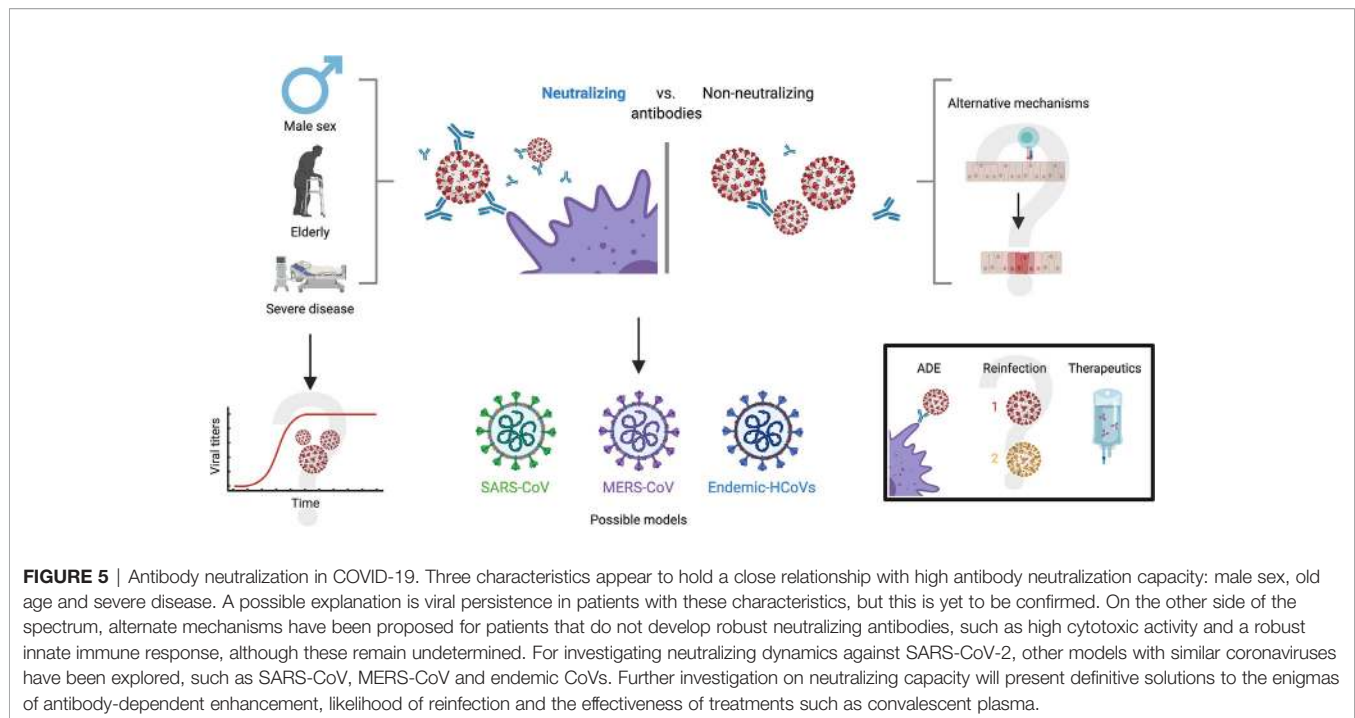 Male sex
Elderly
Severe disease
Neutralizing vs. Non-neutralizing
antibodies
Alternative mechanisms
?
Viral titers
?
Time
SARS-CoV
MERS-CoV
Endemic-HCoVs
Possible models
ADE
Reinfection
Therapeutics
?
1
2
FIGURE 5 | Antibody neutralization in COVID-19. Three characteristics appear to hold a close relationship with high antibody neutralization capacity: male sex, old
age and severe disease. A possible explanation is viral persistence in patients with these characteristics, but this is yet to be confirmed. On the other side of the
spectrum, alternate mechanisms have been proposed for patients that do not develop robust neutralizing antibodies, such as high cytotoxic activity and a robust
innate immune response, although these remain undetermined. For investigating neutralizing dynamics against SARS-CoV-2, other models with similar coronaviruses
have been explored, such as SARS-CoV, MERS-CoV and endemic CoVs. Further investigation on neutralizing capacity will present definitive solutions to the enigmas
of antibody-dependent enhancement, likelihood of reinfection and the effectiveness of treatments such as convalescent plasma.